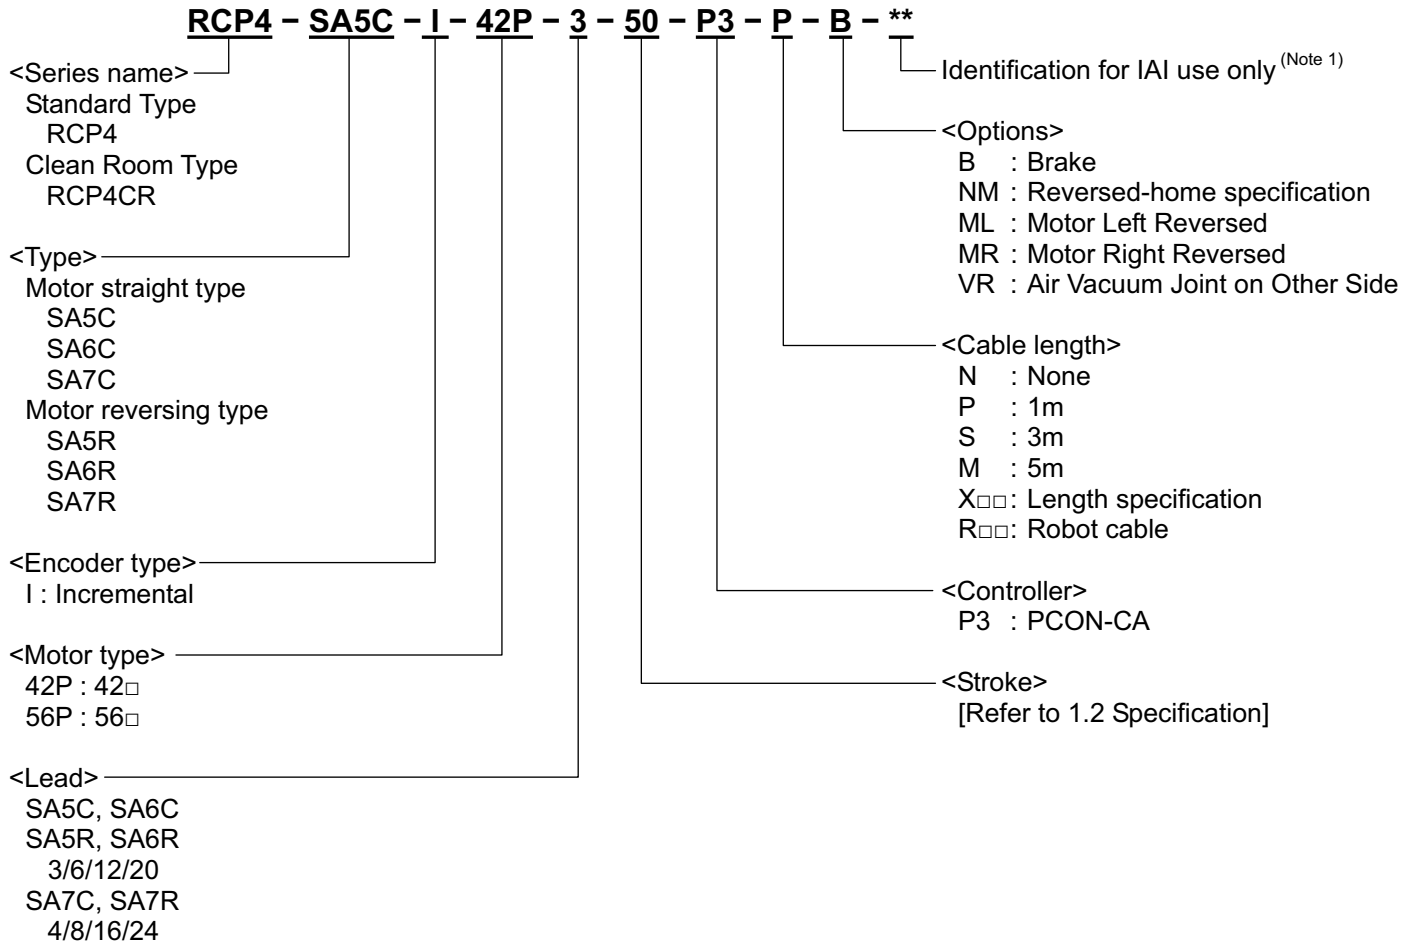 RCP4 − SA5C − I − 42P − 3 − 50 − P3 − P − B − **
<Series name>
Standard Type
RCP4
Clean Room Type
RCP4CR
<Type>
Motor straight type
SA5C
SA6C
SA7C
Motor reversing type
SA5R
SA6R
SA7R
<Encoder type>
I : Incremental
<Motor type>
42P : 42□
56P : 56□
<Lead>
SA5C, SA6C
SA5R, SA6R
3/6/12/20
SA7C, SA7R
4/8/16/24
Identification for IAI use only (Note 1)
<Options>
B : Brake
NM : Reversed-home specification
ML : Motor Left Reversed
MR : Motor Right Reversed
VR : Air Vacuum Joint on Other Side
<Cable length>
N : None
P : 1m
S : 3m
M : 5m
X□□ : Length specification
R□□ : Robot cable
<Controller>
P3 : PCON-CA
<Stroke>
[Refer to 1.2 Specification]